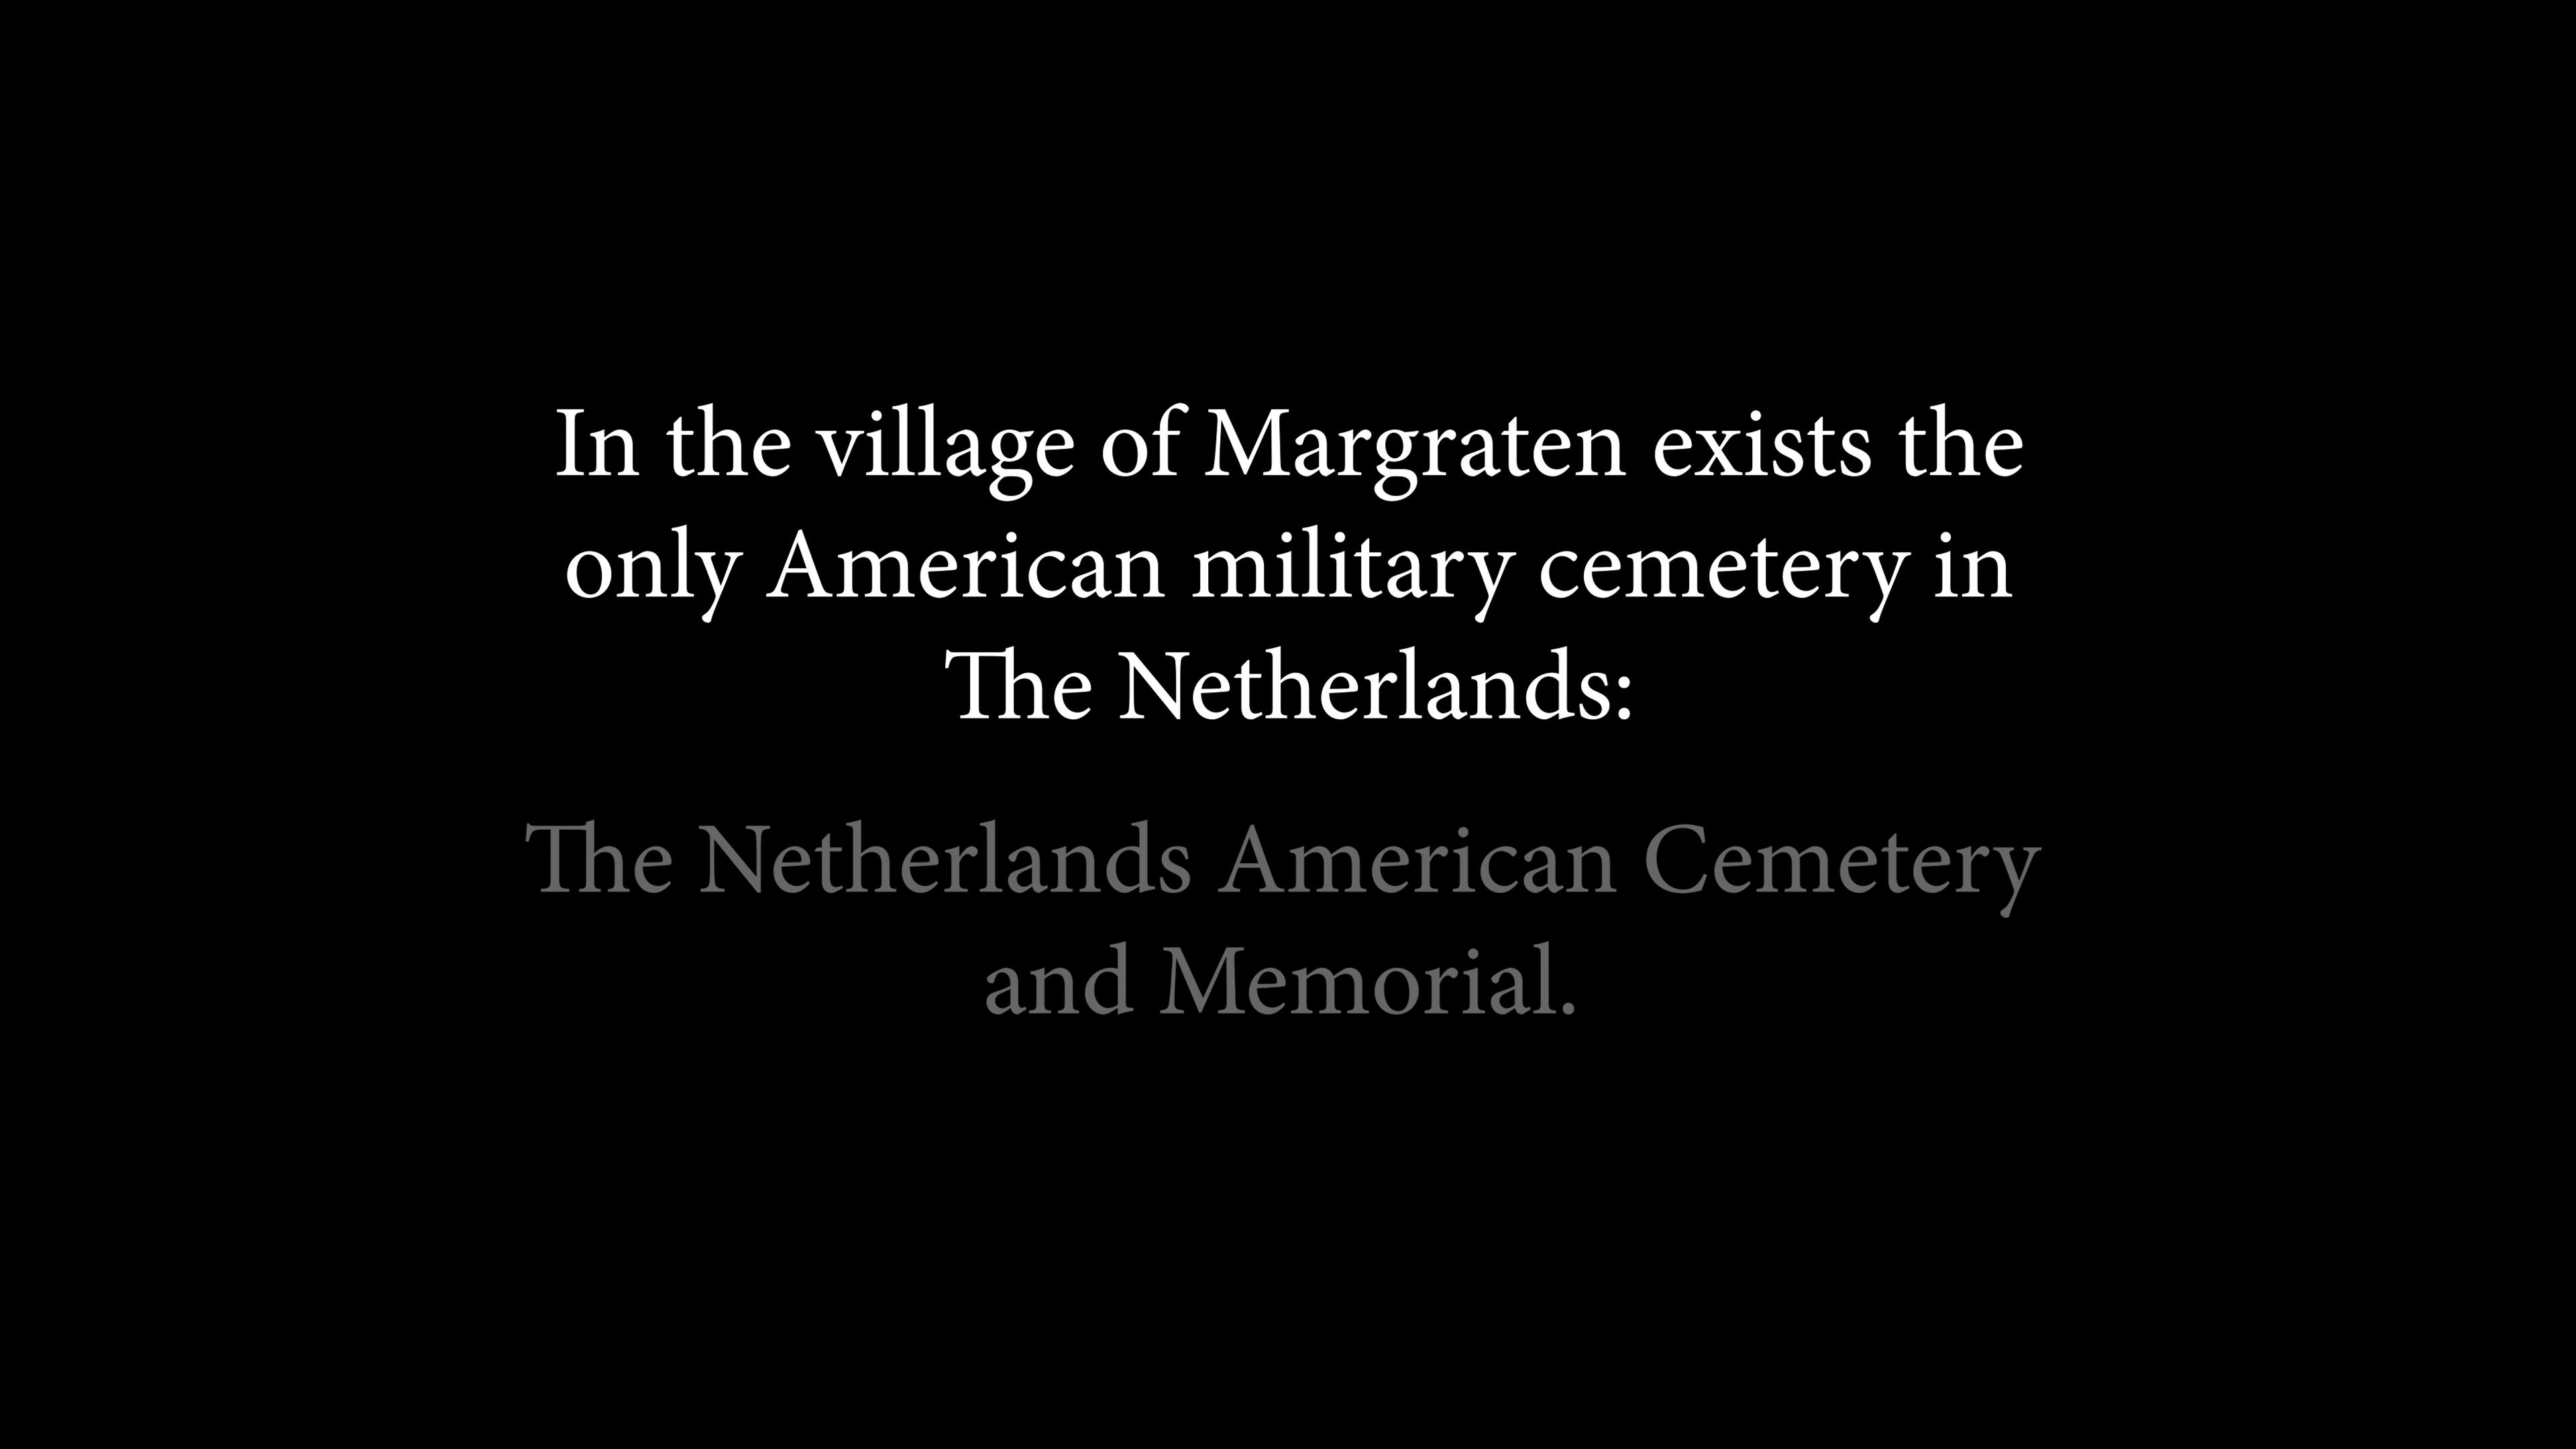 In the village of Margraten exists the
only American military cemetery in
The Netherlands:
The Netherlands American Cemetery
and Memorial.